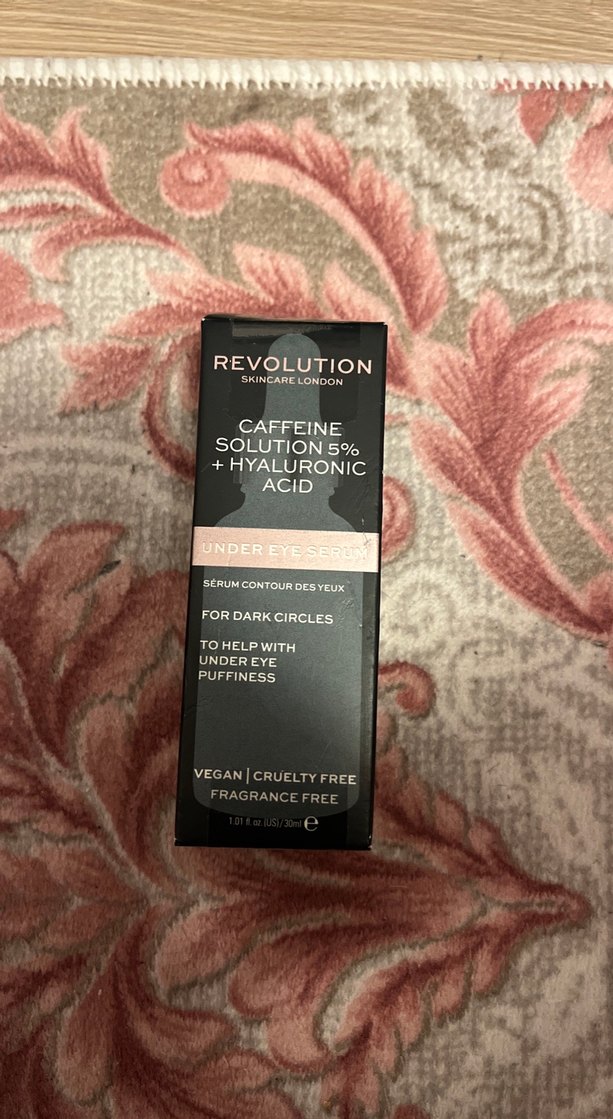 REVOLUTION
SKINCARE LONDON
CAFFEINE
SOLUTION 5%
+ HYALURONIC
ACID
UNDER EYE SERUM
SÉRUM CONTOUR DES YEUX
FOR DARK CIRCLES
TO HELP WITH
UNDER EYE
PUFFINESS
VEGAN | CRUELTY FREE
FRAGRANCE FREE
1.01 fl. oz. (US) / 30ml e